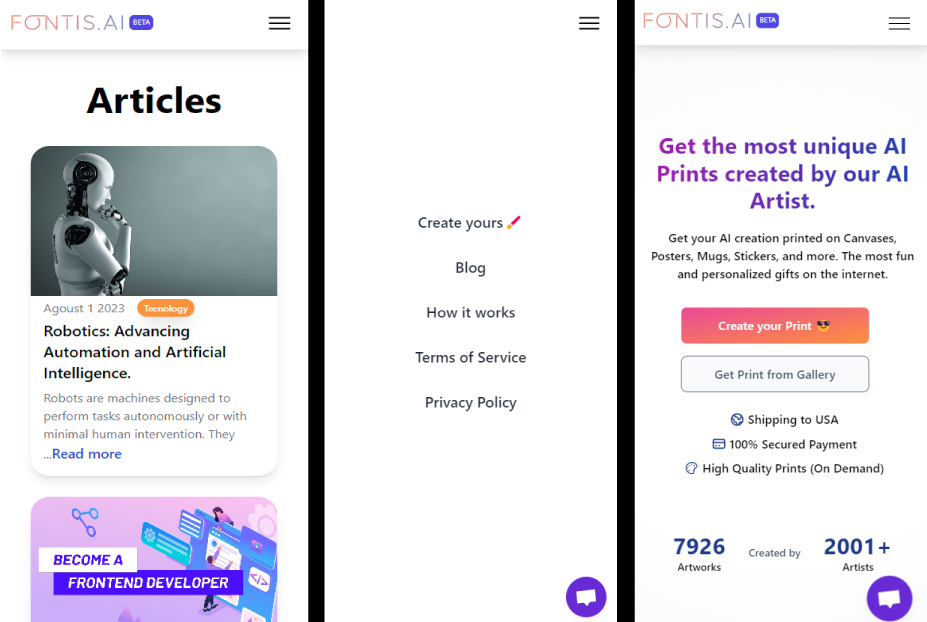 FONTIS.AI BETA
Articles
Agoust 1 2023 Tecnology
Robotics: Advancing
Automation and Artificial
Intelligence.
Robots are machines designed to
perform tasks autonomously or with
minimal human intervention. They
...Read more
BECOME A
FRONTEND DEVELOPER
Create yours
Blog
How it works
Terms of Service
Privacy Policy
FONTIS.AI BETA
Get the most unique AI
Prints created by our AI
Artist.
Get your AI creation printed on Canvases,
Posters, Mugs, Stickers, and more. The most fun
and personalized gifts on the internet.
Create your Print 😎
Get Print from Gallery
Shipping to USA
100% Secured Payment
High Quality Prints (On Demand)
7926 Created by 2001+
Artworks Artists